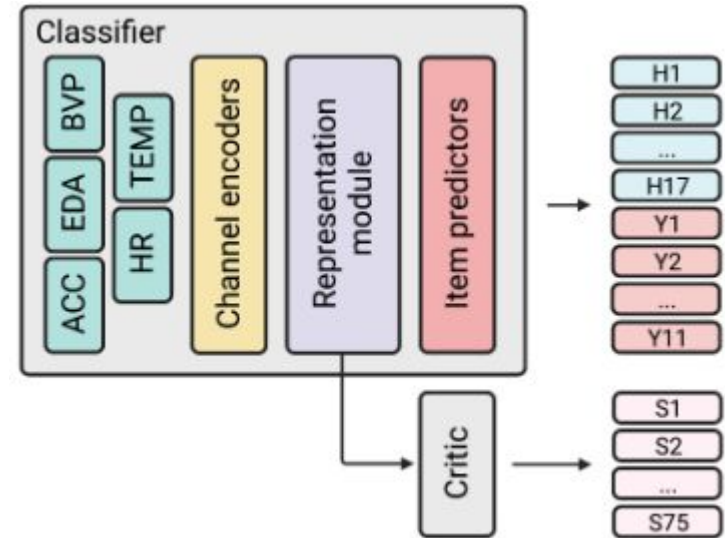 Classifier
BVP
EDA
ACC
TEMP
HR
Channel encoders
Representation
module
Item predictors
H1
H2
...
H17
Y1
Y2
...
Y11
Critic
S1
S2
...
S75